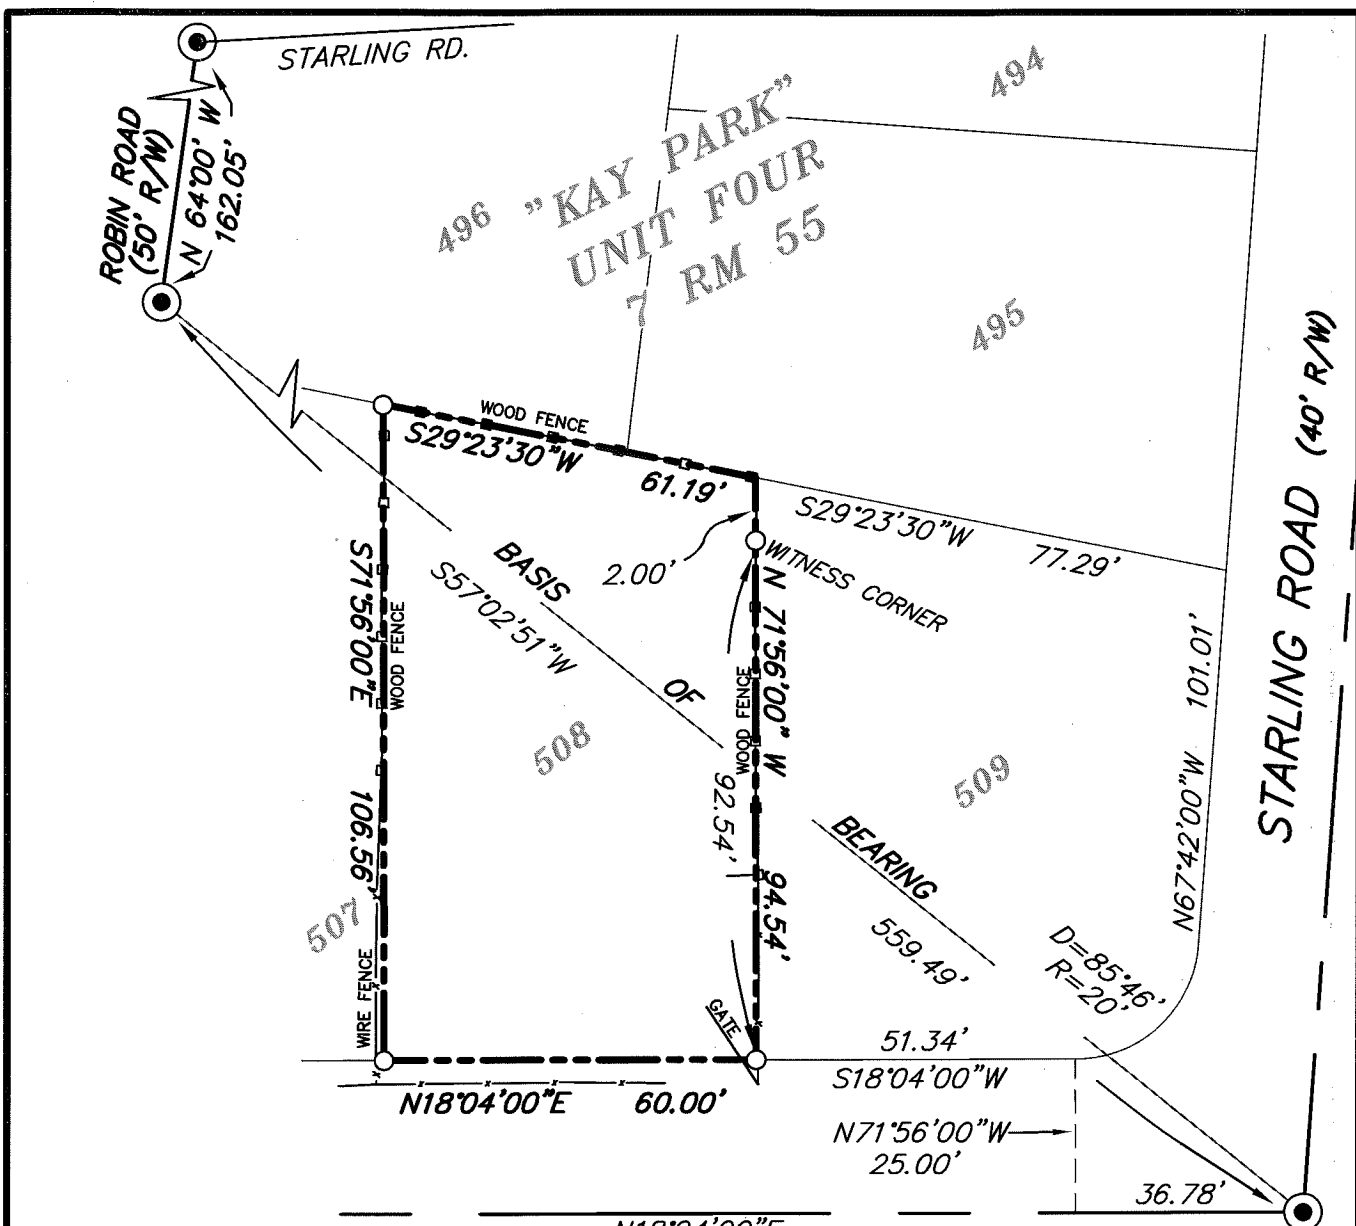 STARLING RD.
ROBIN ROAD
(50' R/W)
N 64°00' W
162.05'
494
496
"KAY PARK"
UNIT FOUR
7 RM 55
495
STARLING ROAD (40' R/W)
WOOD FENCE
S29°23'30"W
61.19'
S29°23'30"W
77.29'
2.00'
WITNESS CORNER
BASIS
OF
BEARING
S57°02'51"W
559.49'
S71°56'00"E
106.56'
WOOD FENCE
N 71°56'00" W
94.54'
WOOD FENCE
92.54'
508
509
507
N67°42'00"W
101.01'
D=85°46'
R=20'
WIRE FENCE
GATE
51.34'
S18°04'00"W
N18°04'00"E
60.00'
N71°56'00"W
25.00'
36.78'